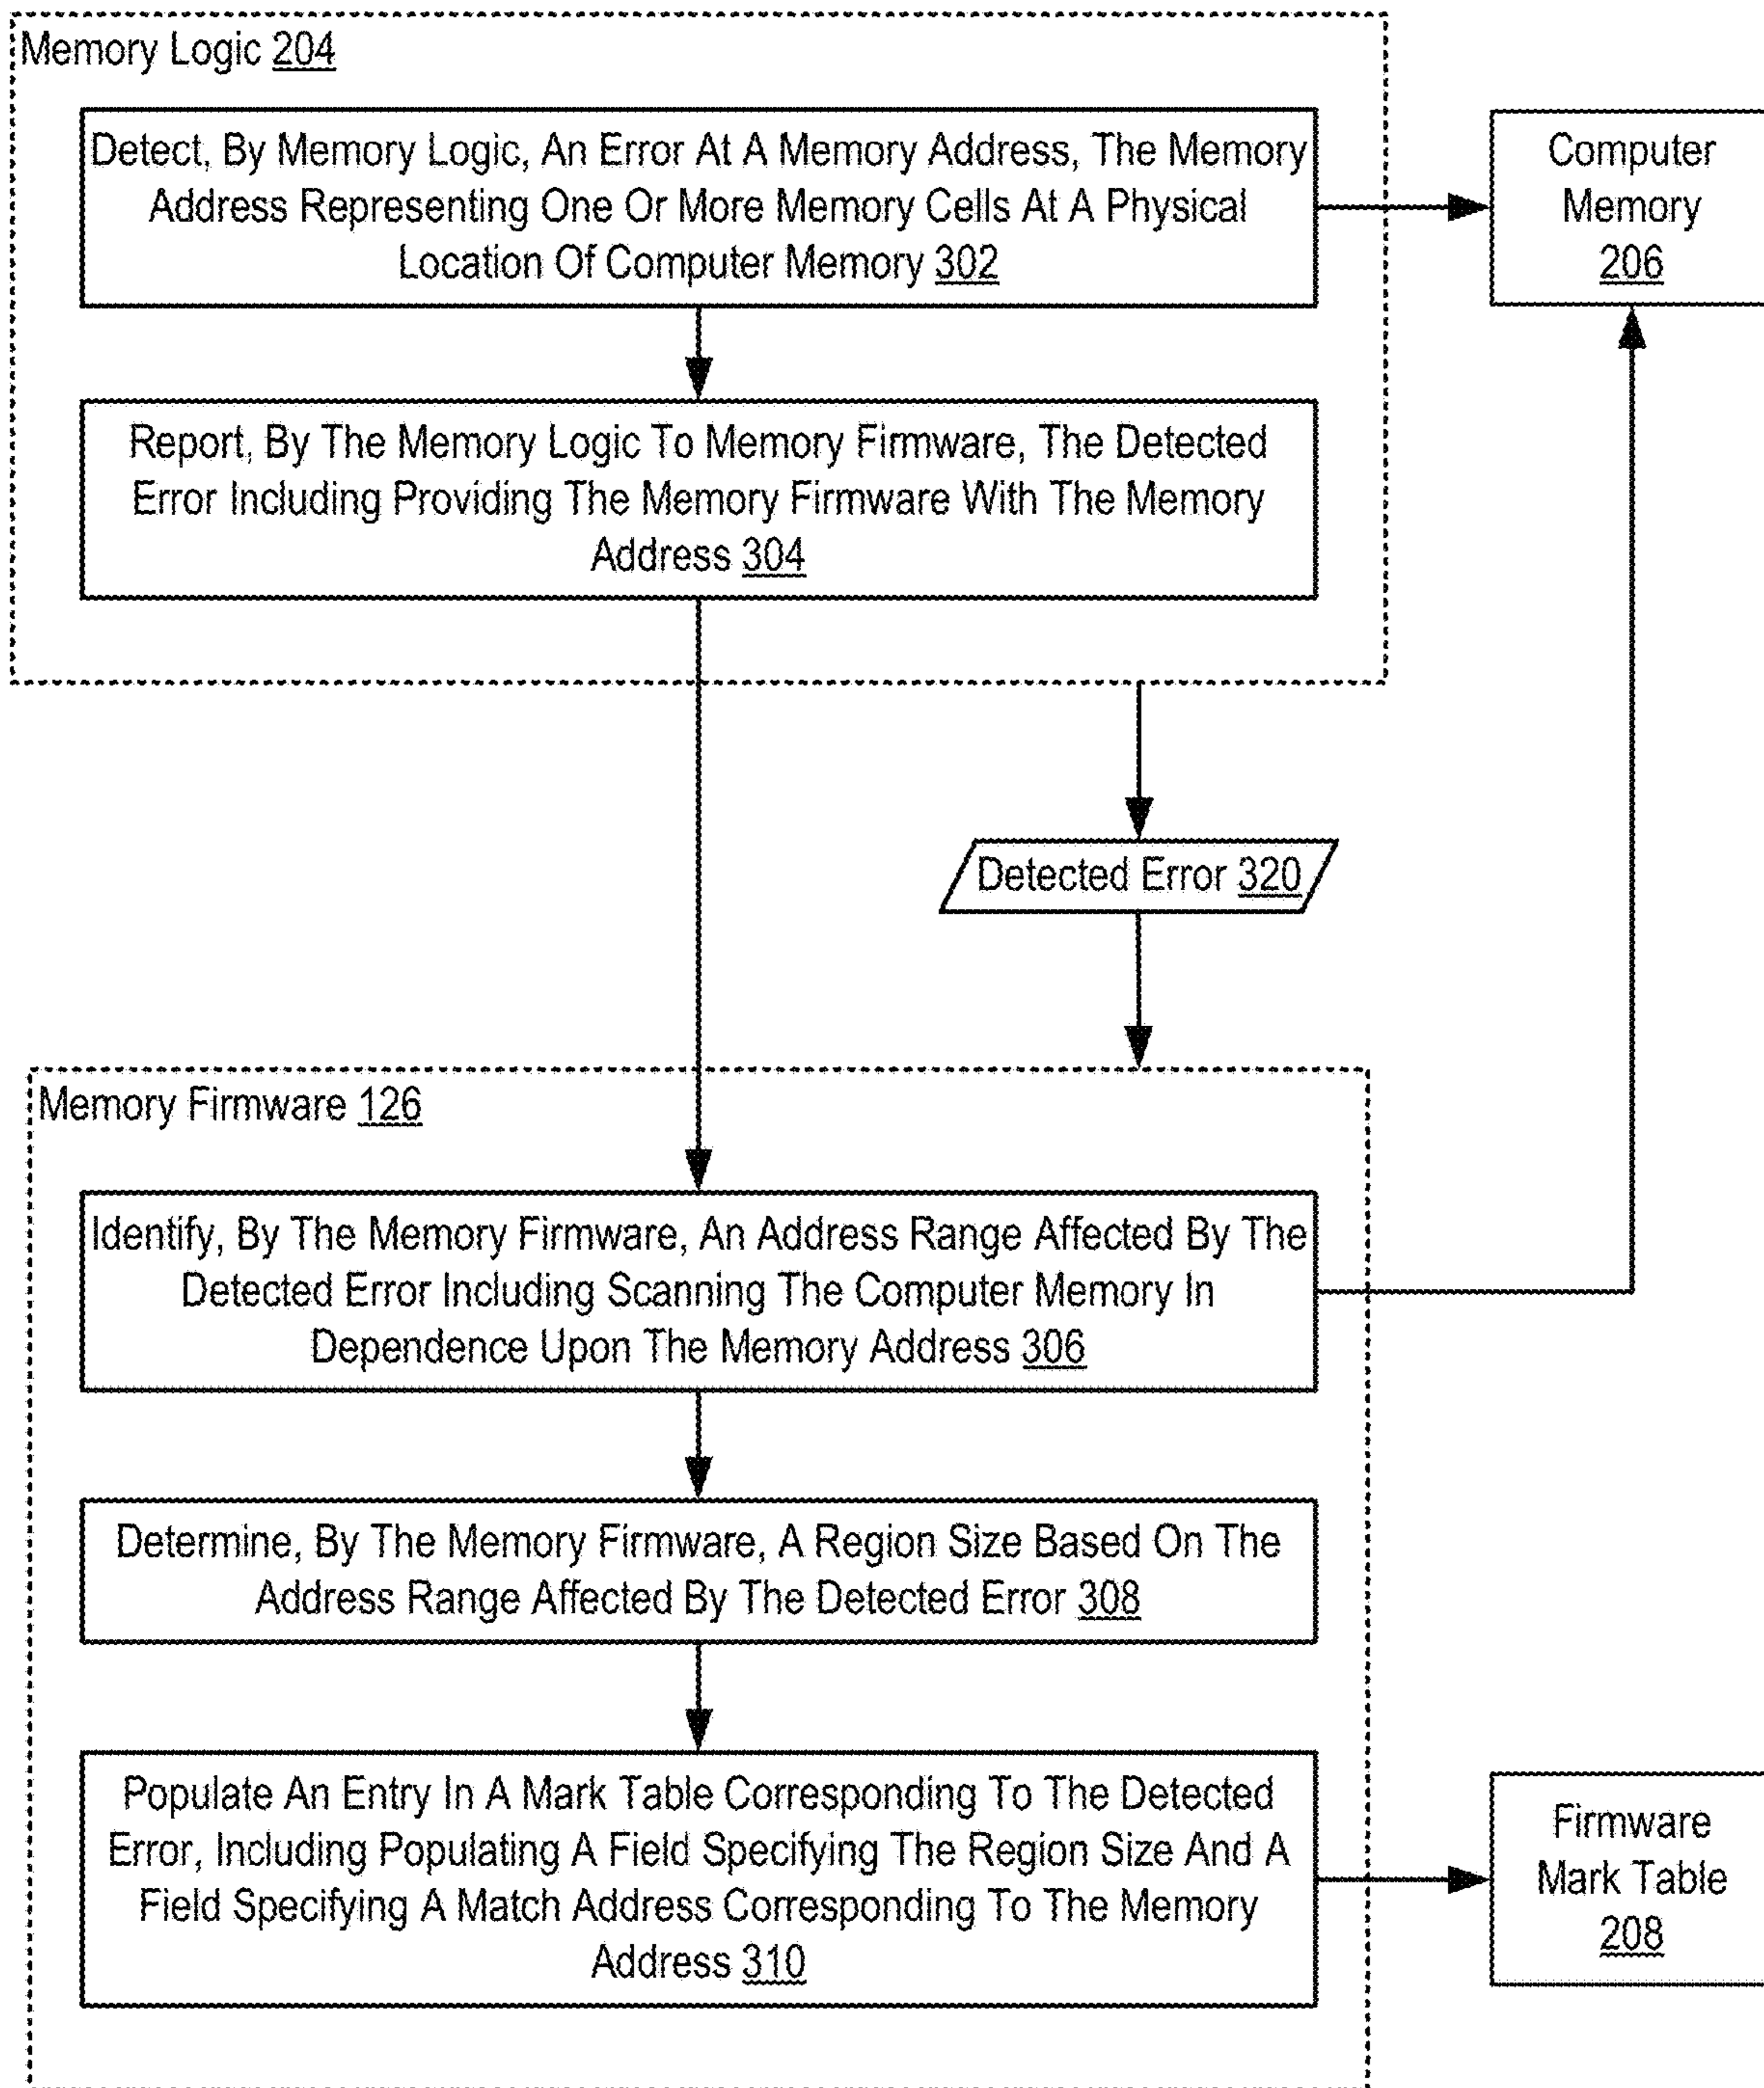 Memory Logic 204
Detect, By Memory Logic, An Error At A Memory Address, The Memory
Address Representing One Or More Memory Cells At A Physical
Location Of Computer Memory 302
Computer
Memory
206
Report, By The Memory Logic To Memory Firmware, The Detected
Error Including Providing The Memory Firmware With The Memory
Address 304
Detected Error 320
Memory Firmware 126
Identify, By The Memory Firmware, An Address Range Affected By The
Detected Error Including Scanning The Computer Memory In
Dependence Upon The Memory Address 306
Determine, By The Memory Firmware, A Region Size Based On The
Address Range Affected By The Detected Error 308
Populate An Entry In A Mark Table Corresponding To The Detected
Error, Including Populating A Field Specifying The Region Size And A
Field Specifying A Match Address Corresponding To The Memory
Address 310
Firmware
Mark Table
208